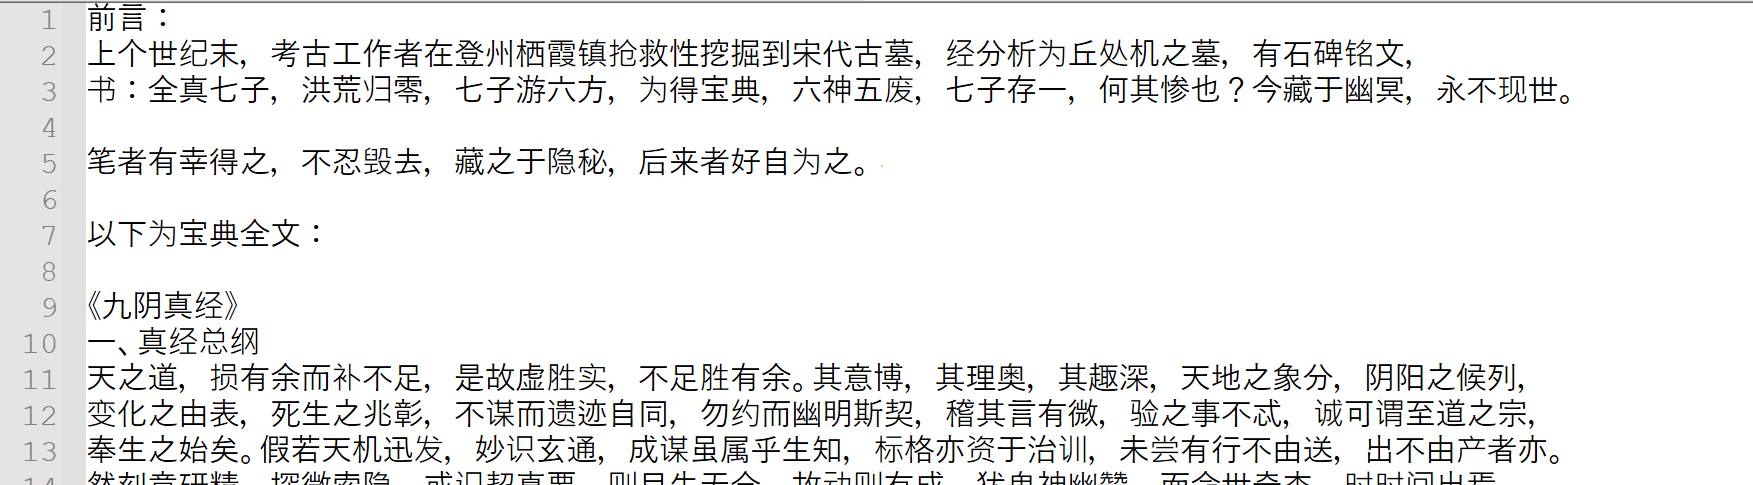 1 前言：
2 上个世纪末，考古工作者在登州栖霞镇抢救性挖掘到宋代古墓，经分析为丘处机之墓，有石碑铭文，
3 书：全真七子，洪荒归零，七子游六方，为得宝典，六神五废，七子存一，何其惨也？今藏于幽冥，永不现世。
4
5 笔者有幸得之，不忍毁去，藏之于隐秘，后来者好自为之。
6
7 以下为宝典全文：
8
9 《九阴真经》
10 一、真经总纲
11 天之道，损有余而补不足，是故虚胜实，不足胜有余。其意博，其理奥，其趣深，天地之象分，阴阳之候列，
12 变化之由表，死生之兆彰，不谋而遗迹自同，勿约而幽明斯契，稽其言有微，验之事不忒，诚可谓至道之宗，
13 奉生之始矣。假若天机迅发，妙识玄通，成谋虽属乎生知，标格亦资于治训，未尝有行不由送，出不由产者亦。